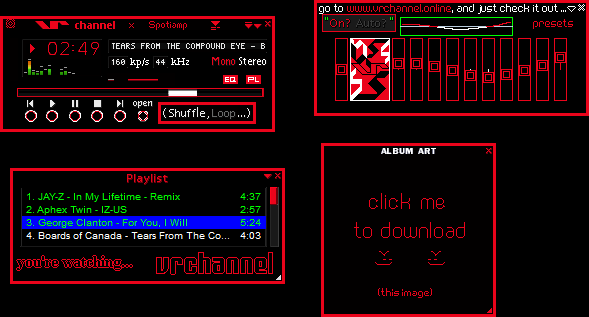 VR channel Spotlamp
02:49
TEARS FROM THE COMPOUND EYE - B
160 kp/s 44 kHz Mono Stereo
EQ PL
open
(Shuffle, Loop...)
go to www.vrchannel.online, and just check it out ...
"On? Auto?" presets
Playlist
1. JAY-Z - In My Lifetime - Remix 4:37
2. Aphex Twin - IZ-US 2:57
3. George Clanton - For You, I Will 5:24
4. Boards of Canada - Tears From The Co... 4:03
you're watching... vrchannel
ALBUM ART
click me
to download
(this image)